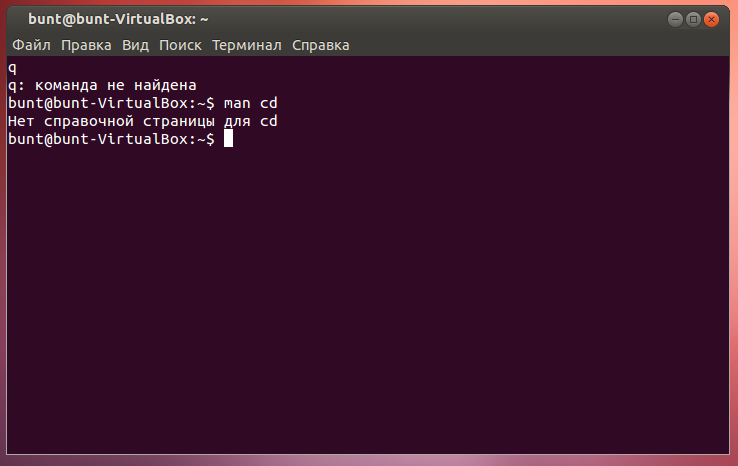 bunt@bunt-VirtualBox: ~
Файл Правка Вид Поиск Терминал Справка
q
q: команда не найдена
bunt@bunt-VirtualBox:~$ man cd
Нет справочной страницы для cd
bunt@bunt-VirtualBox:~$